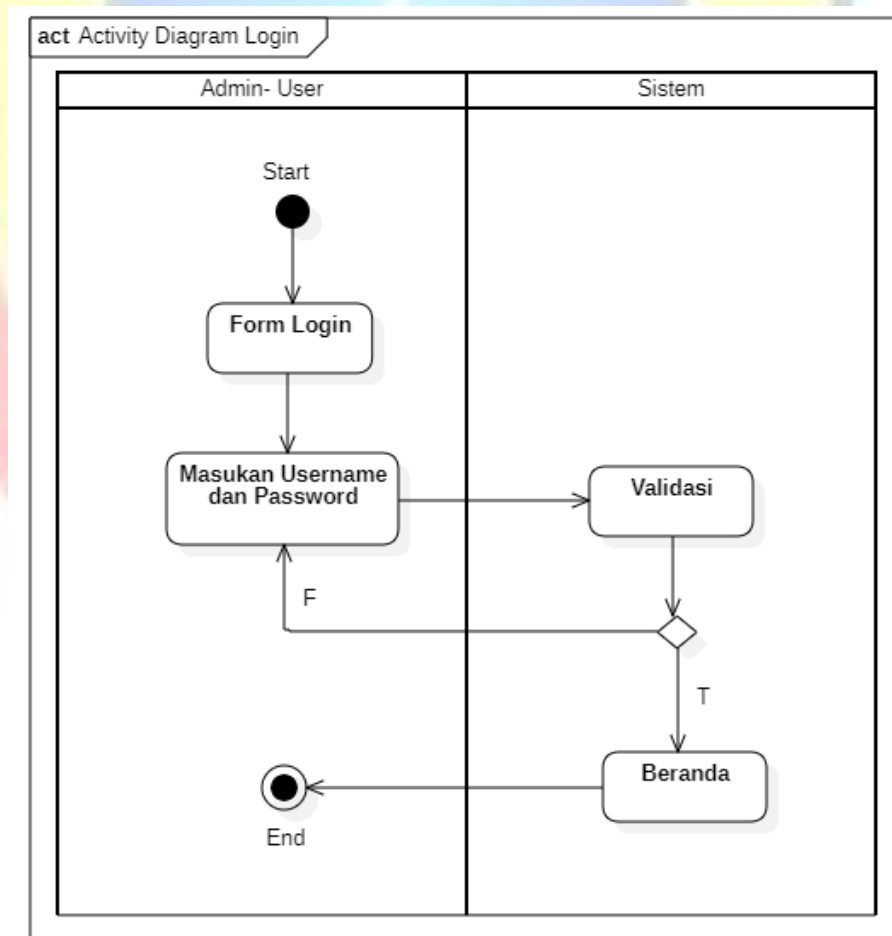 act Activity Diagram Login
Admin- User
Sistem
Start
Form Login
Masukan Username
dan Password
Validasi
F
T
Beranda
End